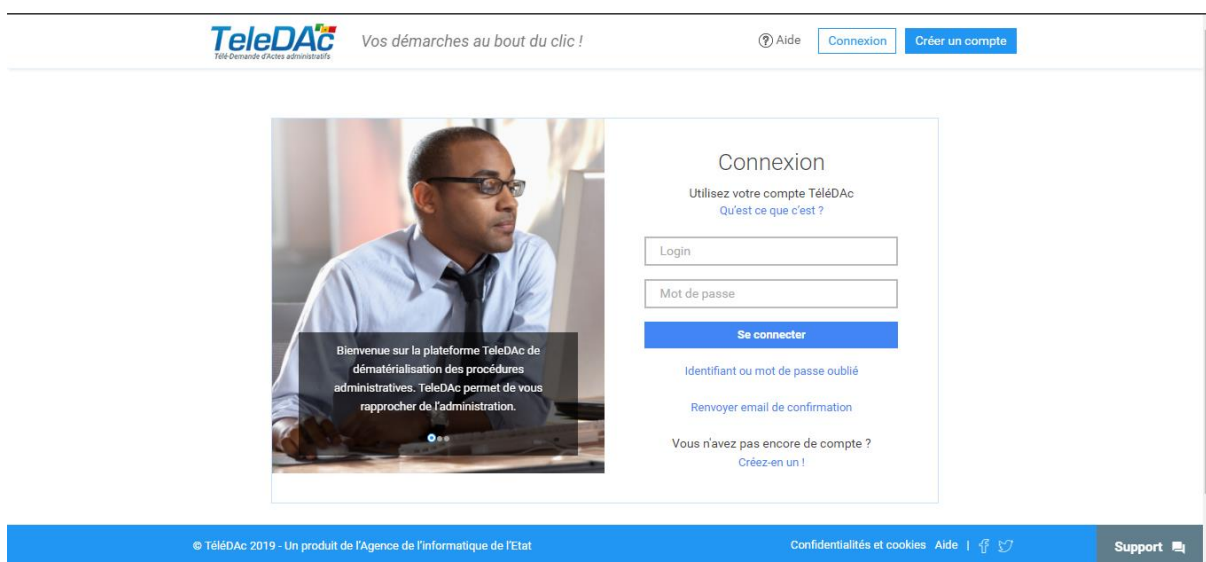 TeleDAc
Télé-Demande d'Actes administratifs
Vos démarches au bout du clic !
? Aide
Connexion
Créer un compte
Connexion
Utilisez votre compte TéléDAc
Qu'est ce que c'est ?
Login
Mot de passe
Se connecter
Identifiant ou mot de passe oublié
Renvoyer email de confirmation
Vous n'avez pas encore de compte ?
Créez-en un !
Bienvenue sur la plateforme TeleDAc de
dématérialisation des procédures
administratives. TeleDAc permet de vous
rapprocher de l'administration.
© TéléDAc 2019 - Un produit de l'Agence de l'informatique de l'Etat
Confidentialités et cookies Aide |
Support